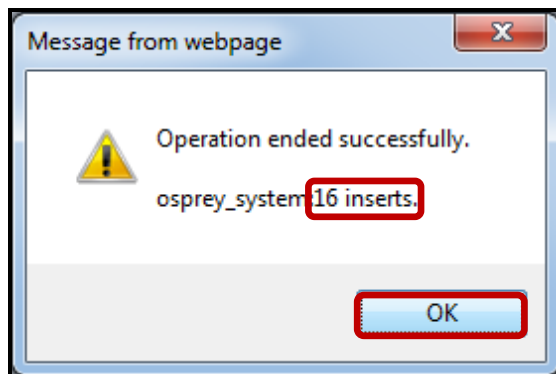 Message from webpage
Operation ended successfully.
osprey_system:16 inserts.
OK